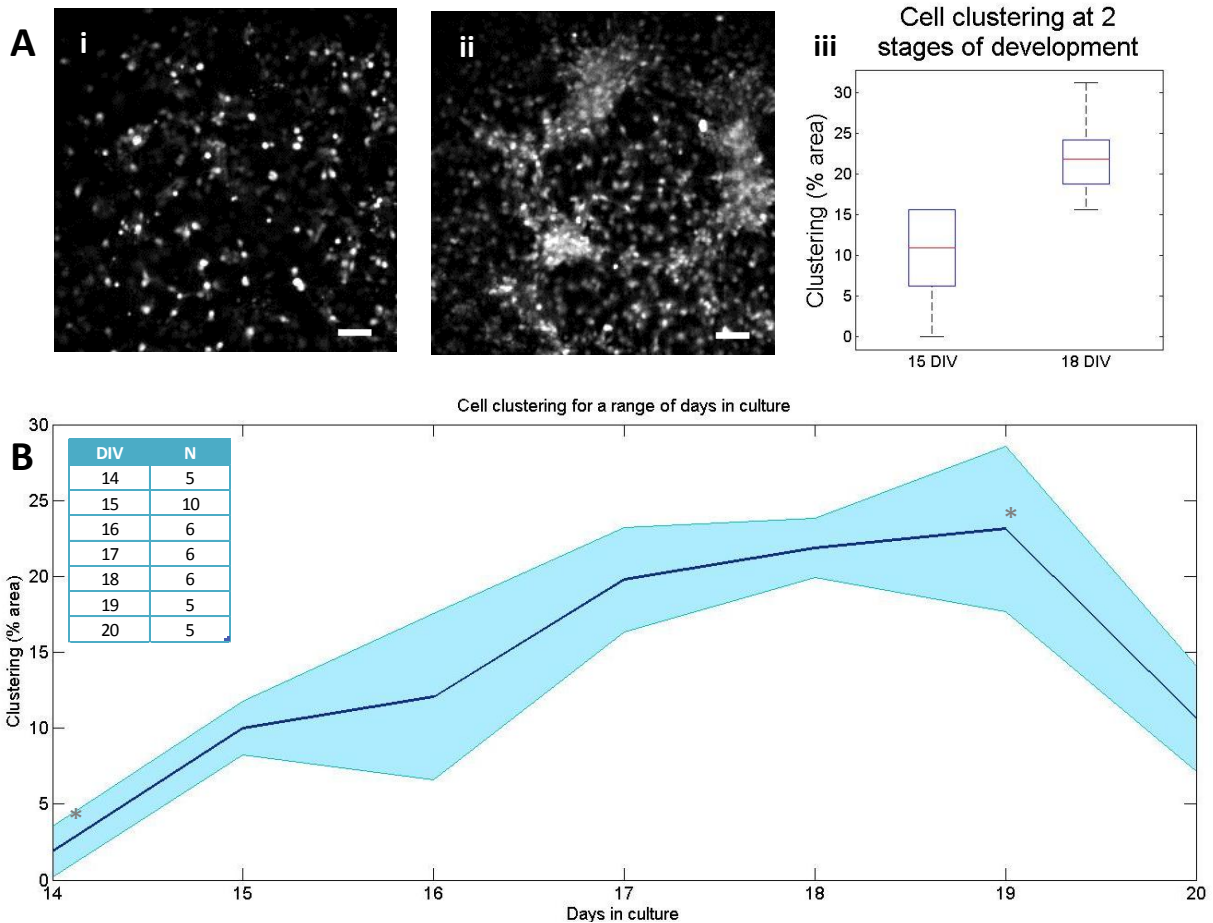 A
i
ii
iii
Cell clustering at 2
stages of development
Clustering (% area)
30
25
20
15
10
5
0
15 DIV
18 DIV
B
Cell clustering for a range of days in culture
Clustering (% area)
30
25
20
15
10
5
0
DIV N
14 5
15 10
16 6
17 6
18 6
19 5
20 5
*
*
14 15 16 17 18 19 20
Days in culture